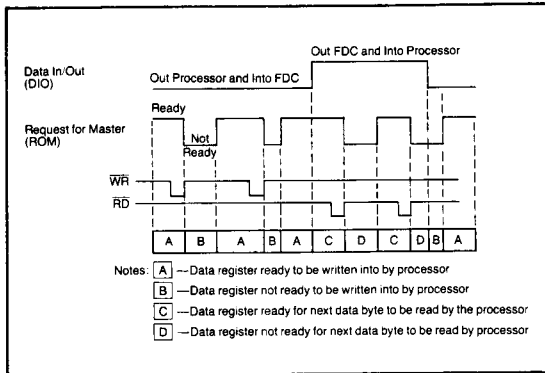 Out FDC and Into Processor
Data In/Out
(DIO)
Out Processor and Into FDC
Ready
Request for Master
(ROM)
Not
Ready
WR
RD
A B A B A C D C D B A
Notes: A —Data register ready to be written into by processor
B —Data register not ready to be written into by processor
C —Data register ready for next data byte to be read by the processor
D —Data register not ready for next data byte to be read by processor